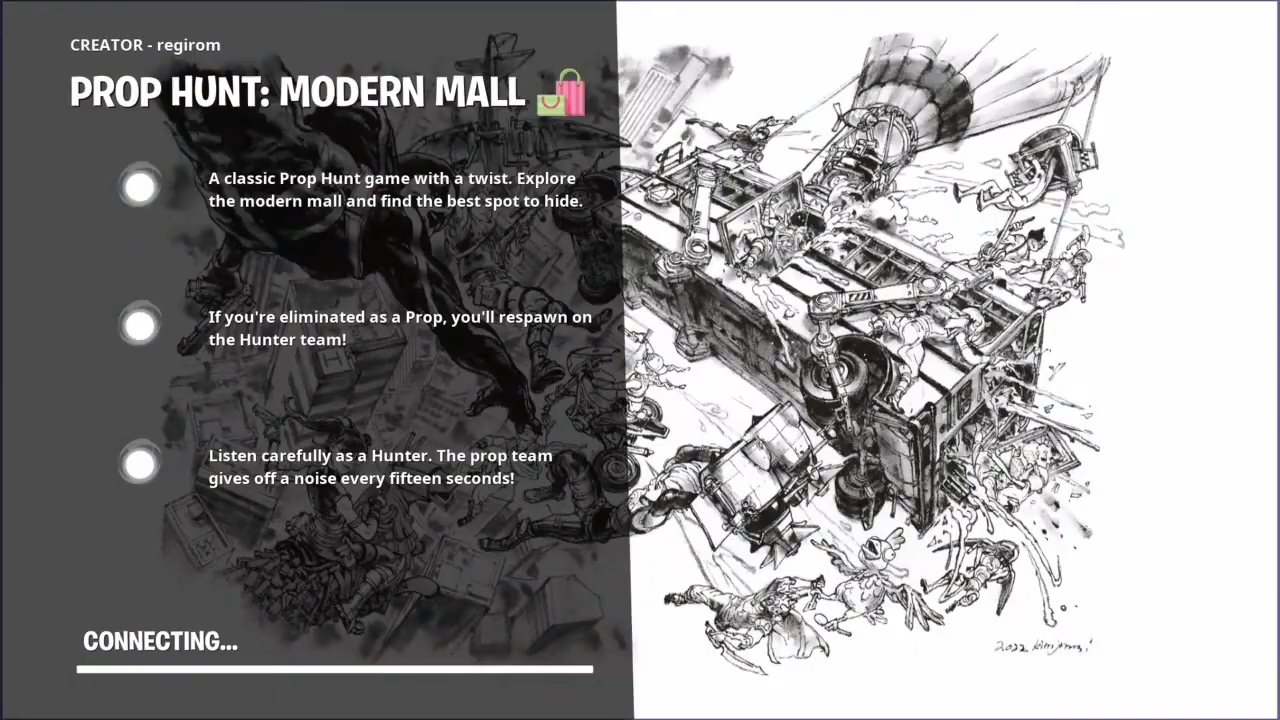 CREATOR - regirom
PROP HUNT: MODERN MALL 🛍️
A classic Prop Hunt game with a twist. Explore
the modern mall and find the best spot to hide.
If you're eliminated as a Prop, you'll respawn on
the Hunter team!
Listen carefully as a Hunter. The prop team
gives off a noise every fifteen seconds!
CONNECTING...
2022